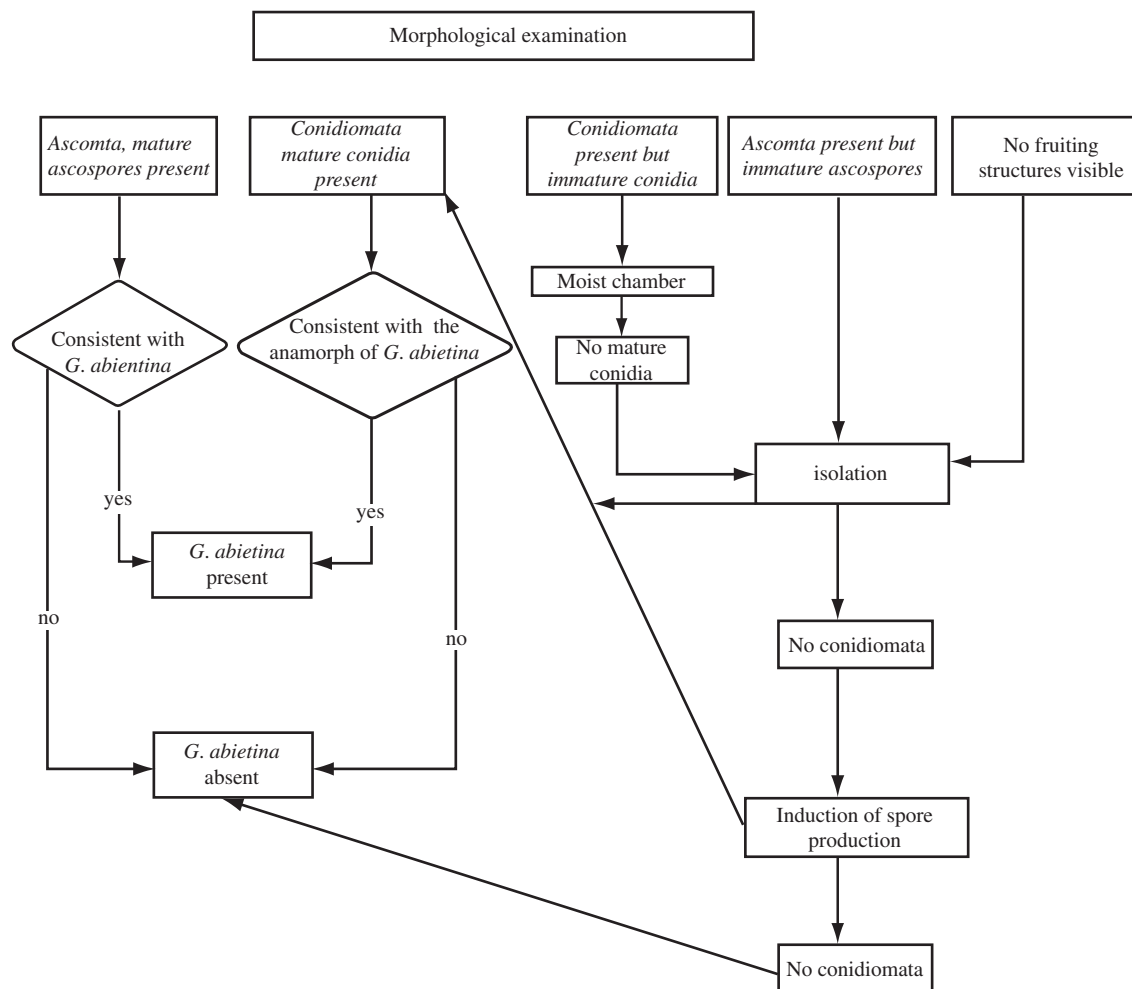 Morphological examination
Ascomta, mature
ascospores present
Conidiomata
mature conidia
present
Conidiomata
present but
immature conidia
Ascomta present but
immature ascospores
No fruiting
structures visible
Moist chamber
Consistent with
G. abientina
Consistent with the
anamorph of G. abietina
No mature
conidia
isolation
yes
yes
G. abietina
present
no
no
No conidiomata
G. abietina
absent
Induction of spore
production
No conidiomata